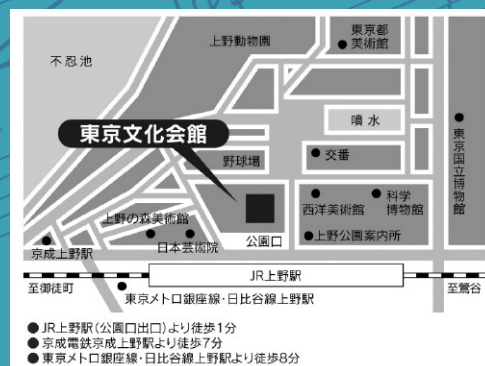 東京都
美術館
上野動物園
不忍池
噴水
東京文化会館
野球場
交番
東京国立博物館
西洋美術館
科学
博物館
上野の森美術館
日本芸術院
公園口
上野公園案内所
京成上野駅
JR上野駅
至御徒町
至鶯谷
東京メトロ銀座線・日比谷線上野駅
●JR上野駅(公園口出口)より徒歩1分
●京成電鉄京成上野駅より徒歩7分
●東京メトロ銀座線・日比谷線上野駅より徒歩8分